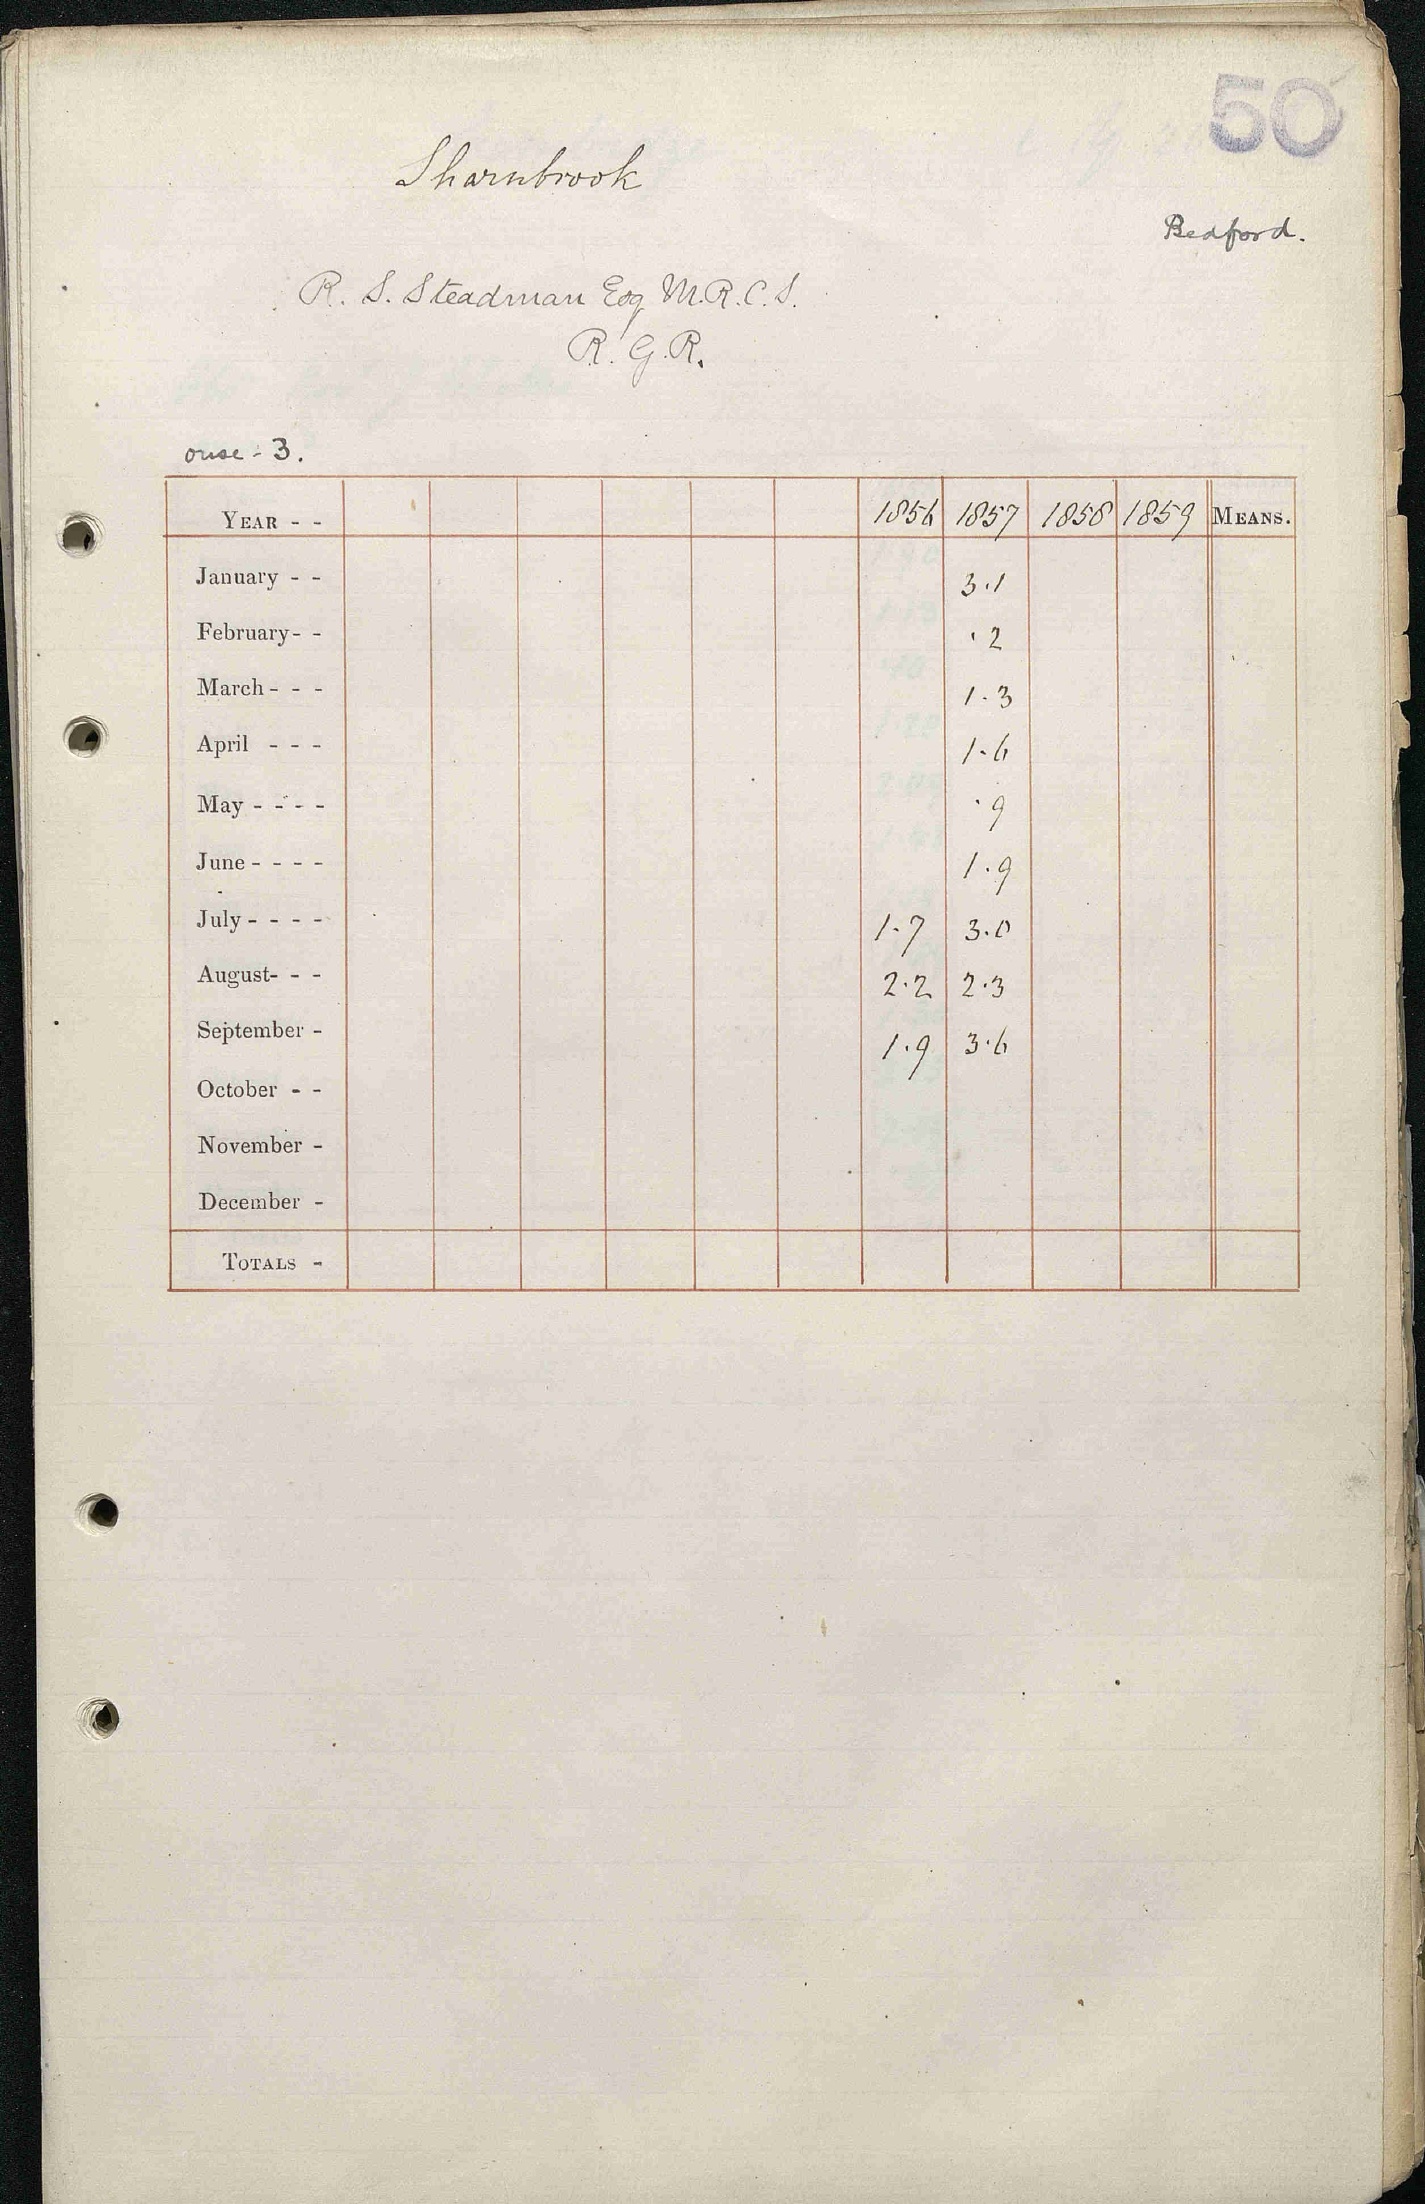 50
Sharnbrook
Bedford.
R. S. Steadman Esq M.R.C.S.
R. G. R.
ouse - 3.
YEAR - - 1856 1857 1858 1859 MEANS.
January - - 3.1
February - - .2
March - - - 1.3
April - - - 1.6
May - - - - .9
June - - - - 1.9
July - - - - 1.7 3.0
August - - - 2.2 2.3
September - 1.9 3.6
October - -
November -
December -
TOTALS -